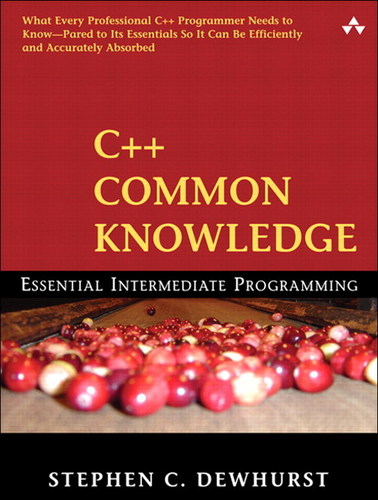 What Every Professional C++ Programmer Needs to
Know—Pared to Its Essentials So It Can Be Efficiently
and Accurately Absorbed
C++
COMMON
KNOWLEDGE
ESSENTIAL INTERMEDIATE PROGRAMMING
STEPHEN C. DEWHURST